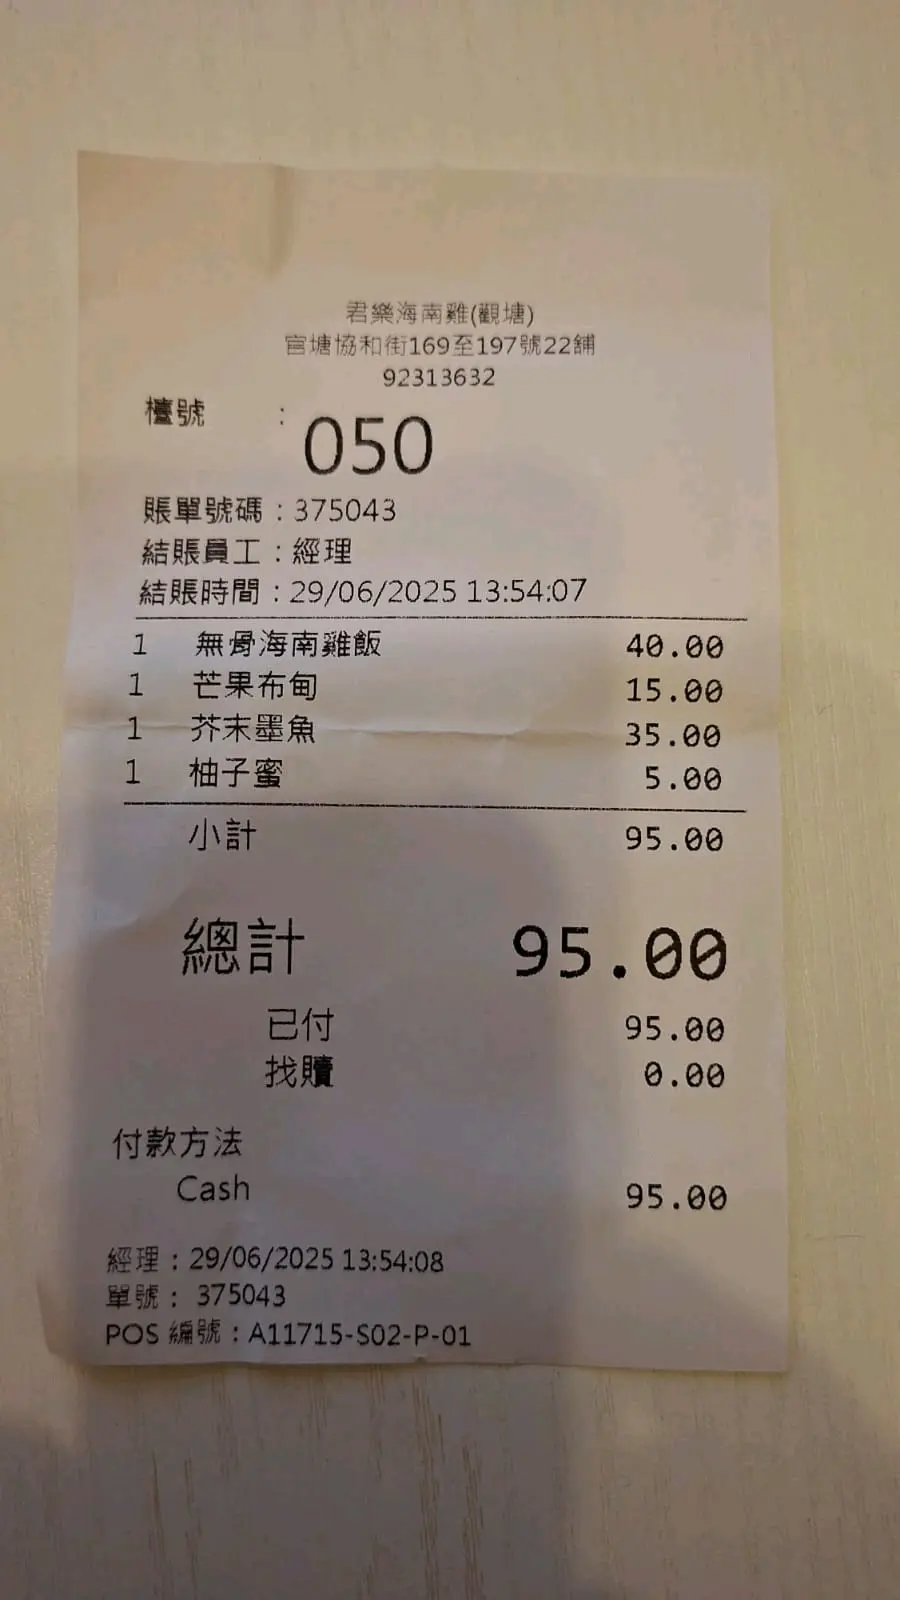 君樂海南雞(觀塘)
官塘協和街169至197號22舖
92313632
檯號 : 050
賬單號碼 : 375043
結賬員工 : 經理
結賬時間 : 29/06/2025 13:54:07
1 無骨海南雞飯 40.00
1 芒果布甸 15.00
1 芥末墨魚 35.00
1 柚子蜜 5.00
小計 95.00
總計 95.00
已付 95.00
找贖 0.00
付款方法
Cash 95.00
經理 : 29/06/2025 13:54:08
單號 : 375043
POS 編號 : A11715-S02-P-01